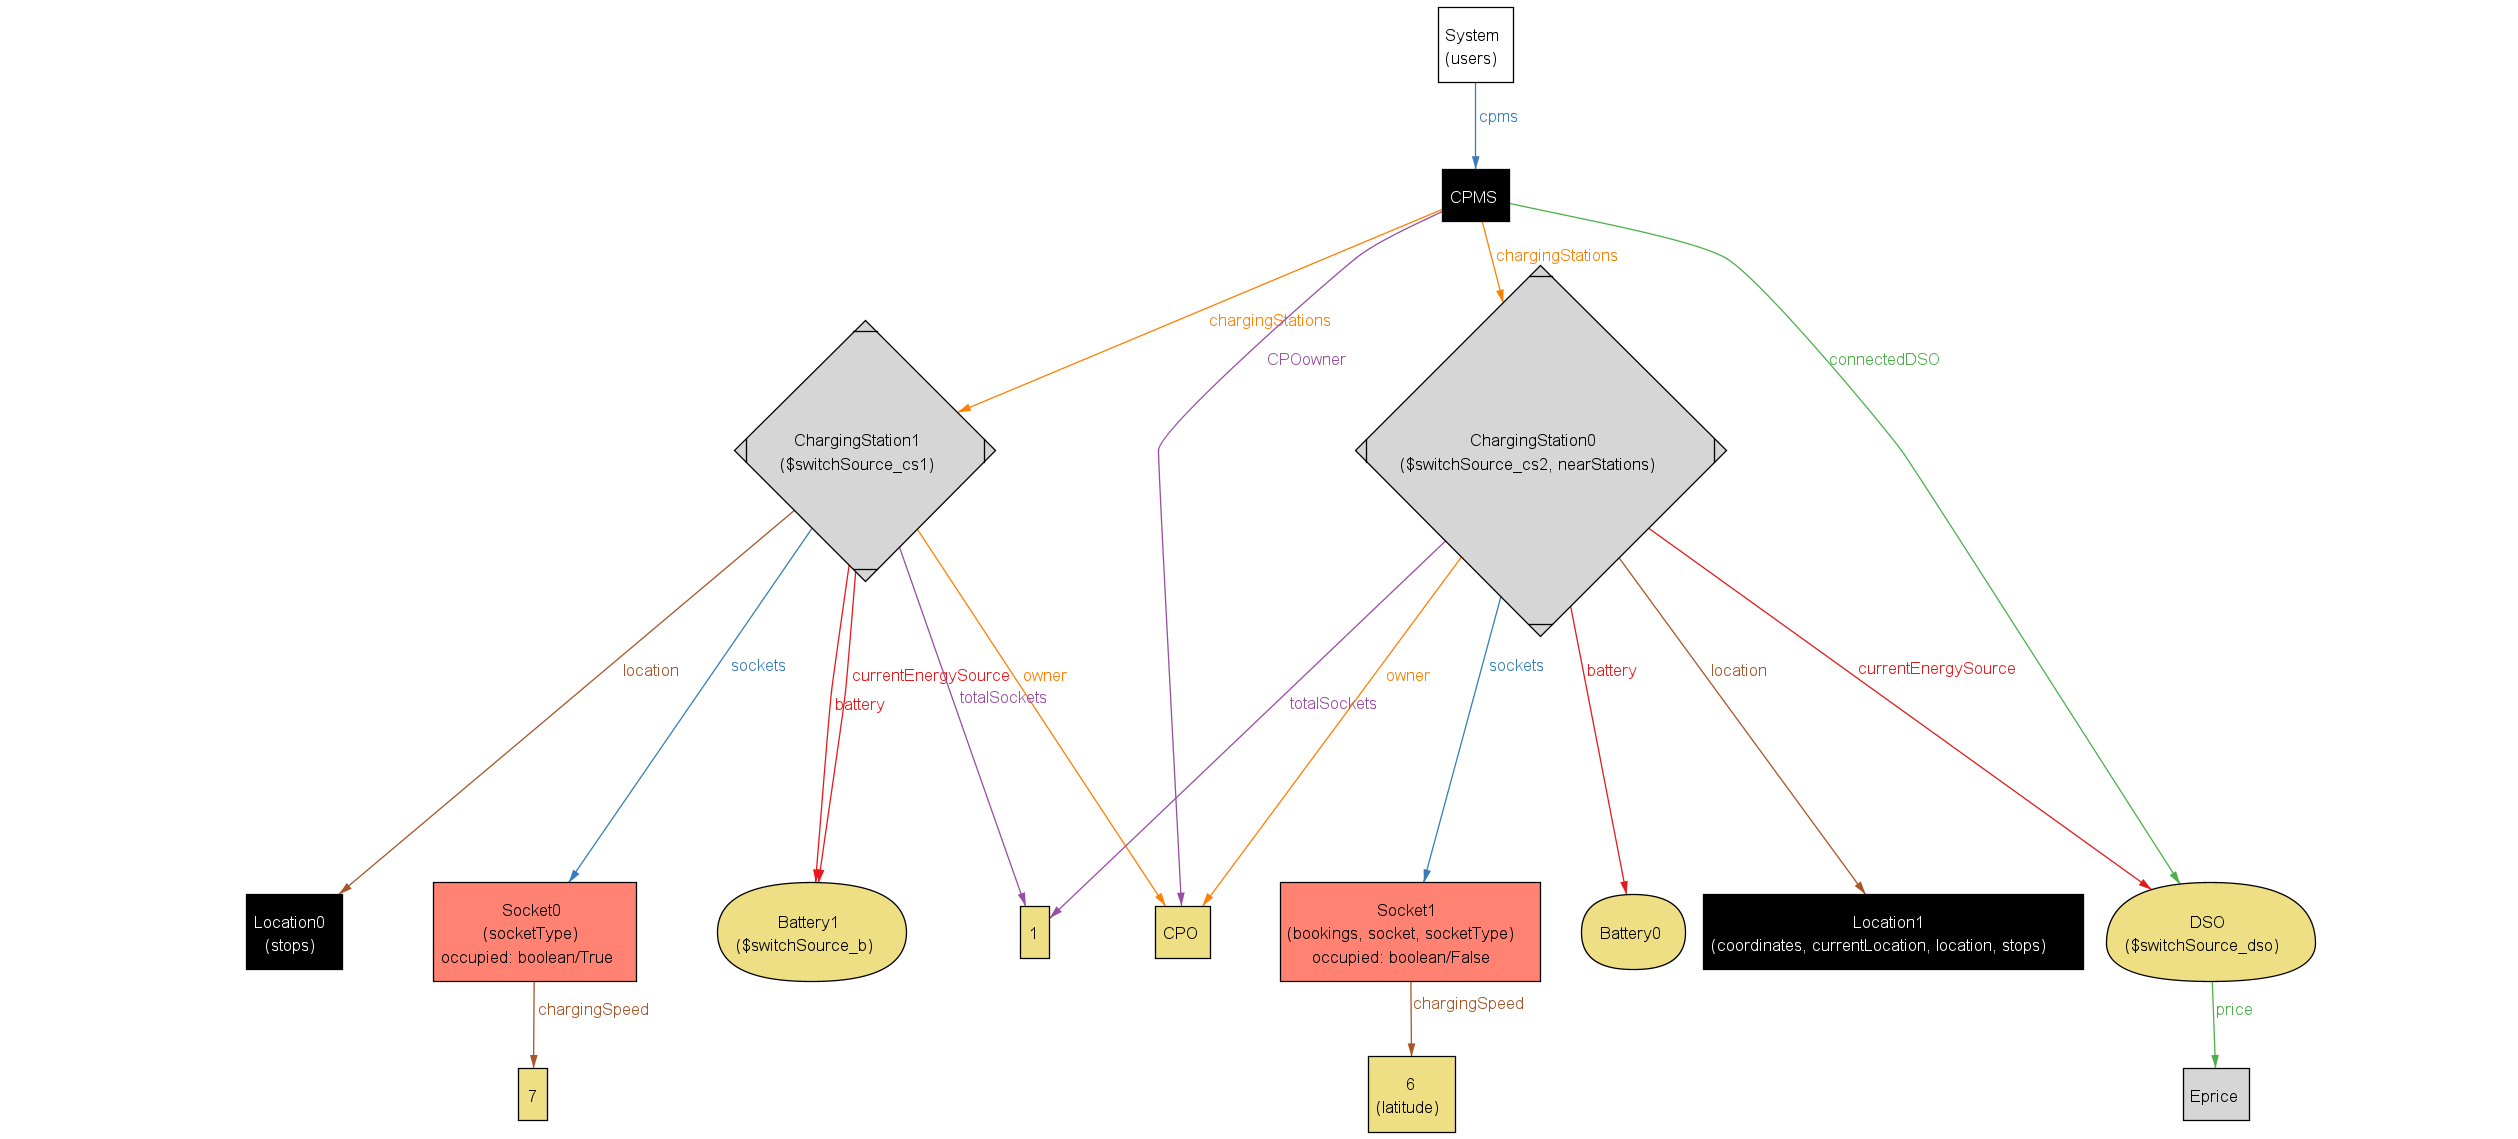 System
(users)
cpms
CPMS
chargingStations
chargingStations
CPOowner
connectedDSO
ChargingStation1
($switchSource_cs1)
ChargingStation0
($switchSource_cs2, nearStations)
location
sockets
currentEnergySource
battery
totalSockets
owner
totalSockets
owner
sockets
battery
location
currentEnergySource
Location0
(stops)
Socket0
(socketType)
occupied: boolean/True
Battery1
($switchSource_b)
1
CPO
Socket1
(bookings, socket, socketType)
occupied: boolean/False
Battery0
Location1
(coordinates, currentLocation, location, stops)
DSO
($switchSource_dso)
chargingSpeed
chargingSpeed
price
7
6
(latitude)
Eprice